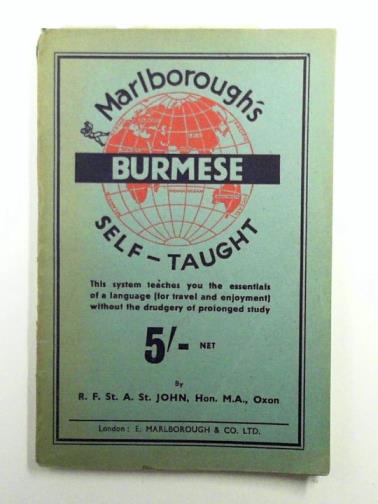 Marlborough's
BURMESE
SELF-TAUGHT
This system teaches you the essentials
of a language (for travel and enjoyment)
without the drudgery of prolonged study
5/- NET
By
R. F. St. A. St. JOHN, Hon. M.A., Oxon
London: E. MARLBOROUGH & CO. LTD.